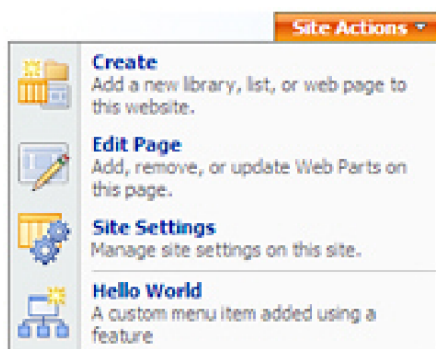 Site Actions
Create
Add a new library, list, or web page to
this website.
Edit Page
Add, remove, or update Web Parts on
this page.
Site Settings
Manage site settings on this site.
Hello World
A custom menu item added using a
feature